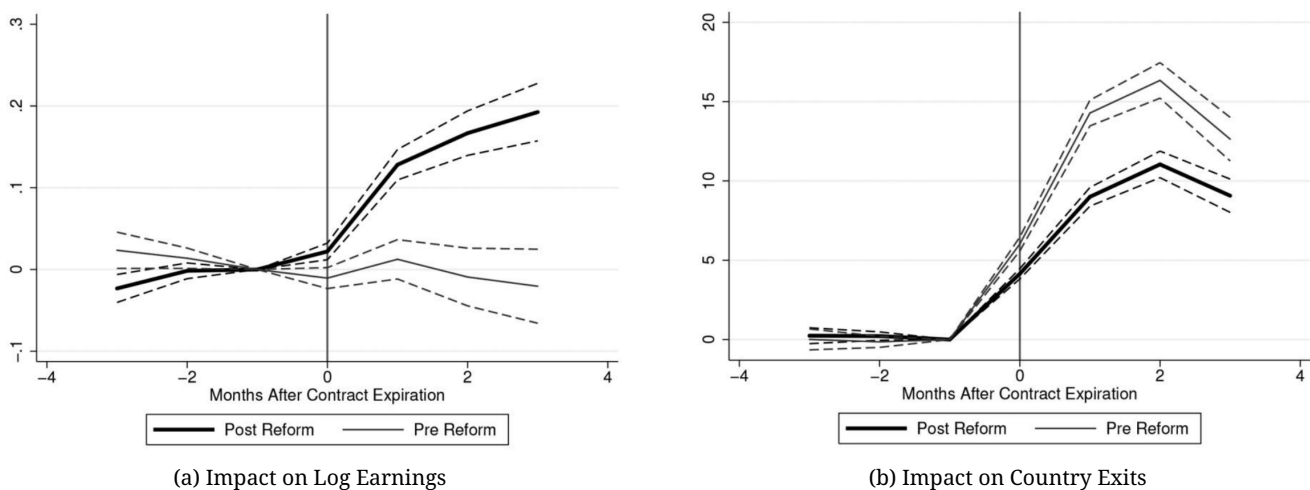 .3
.2
.1
0
-.1
−4 −2 0 2 4
Months After Contract Expiration
Post Reform Pre Reform
(a) Impact on Log Earnings
20
15
10
5
0
−4 −2 0 2 4
Months After Contract Expiration
Post Reform Pre Reform
(b) Impact on Country Exits